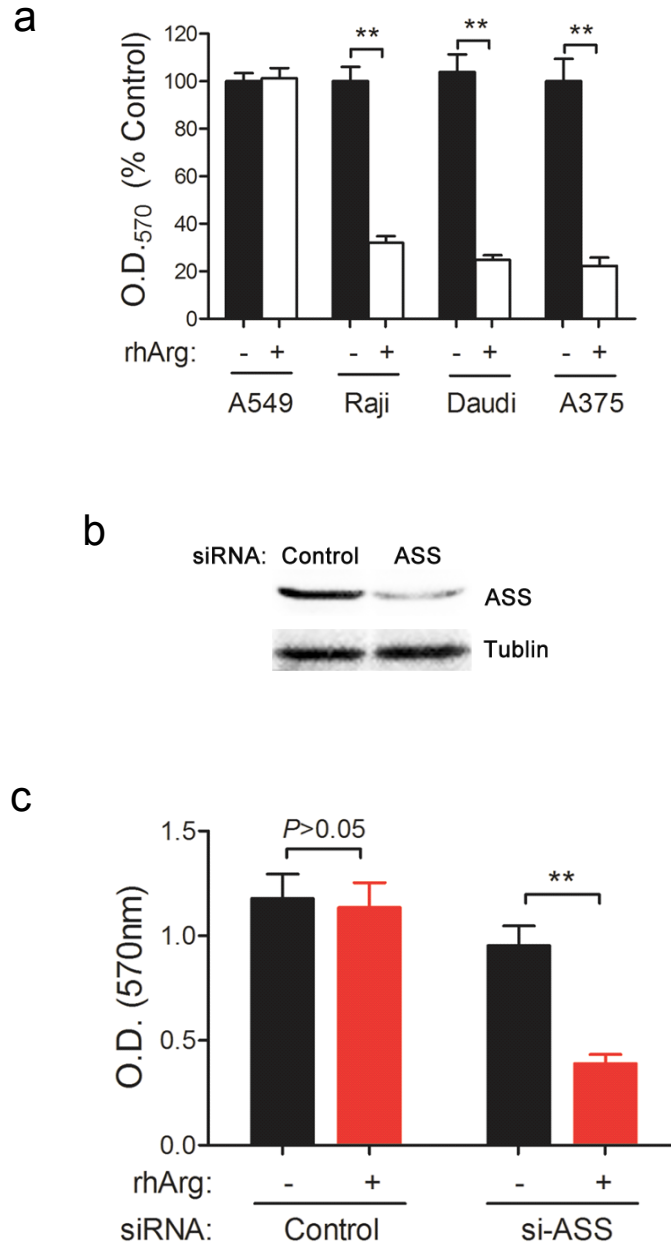 a
120
100
80
60
40
20
0
O.D.570 (% Control)
** ** **
rhArg: - + - + - + - +
A549 Raji Daudi A375
b
siRNA: Control ASS
ASS
Tublin
c
1.5
1.0
0.5
0.0
O.D. (570nm)
P>0.05
**
rhArg: - + - +
siRNA: Control si-ASS